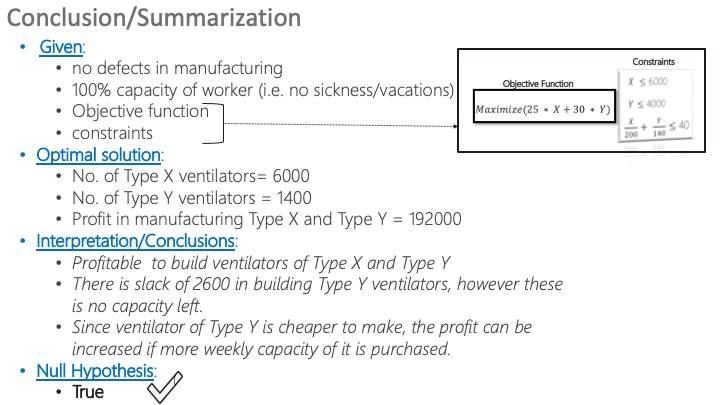 Conclusion/Summarization
• Given:
• no defects in manufacturing
• 100% capacity of worker (i.e. no sickness/vacations)
• Objective function
• constraints
Objective Function
Maximize(25 * X + 30 * Y)
Constraints
X ≤ 6000
Y ≤ 4000
X/200 + Y/140 ≤ 40
• Optimal solution:
• No. of Type X ventilators= 6000
• No. of Type Y ventilators = 1400
• Profit in manufacturing Type X and Type Y = 192000
• Interpretation/Conclusions:
• Profitable to build ventilators of Type X and Type Y
• There is slack of 2600 in building Type Y ventilators, however these
is no capacity left.
• Since ventilator of Type Y is cheaper to make, the profit can be
increased if more weekly capacity of it is purchased.
• Null Hypothesis:
• True